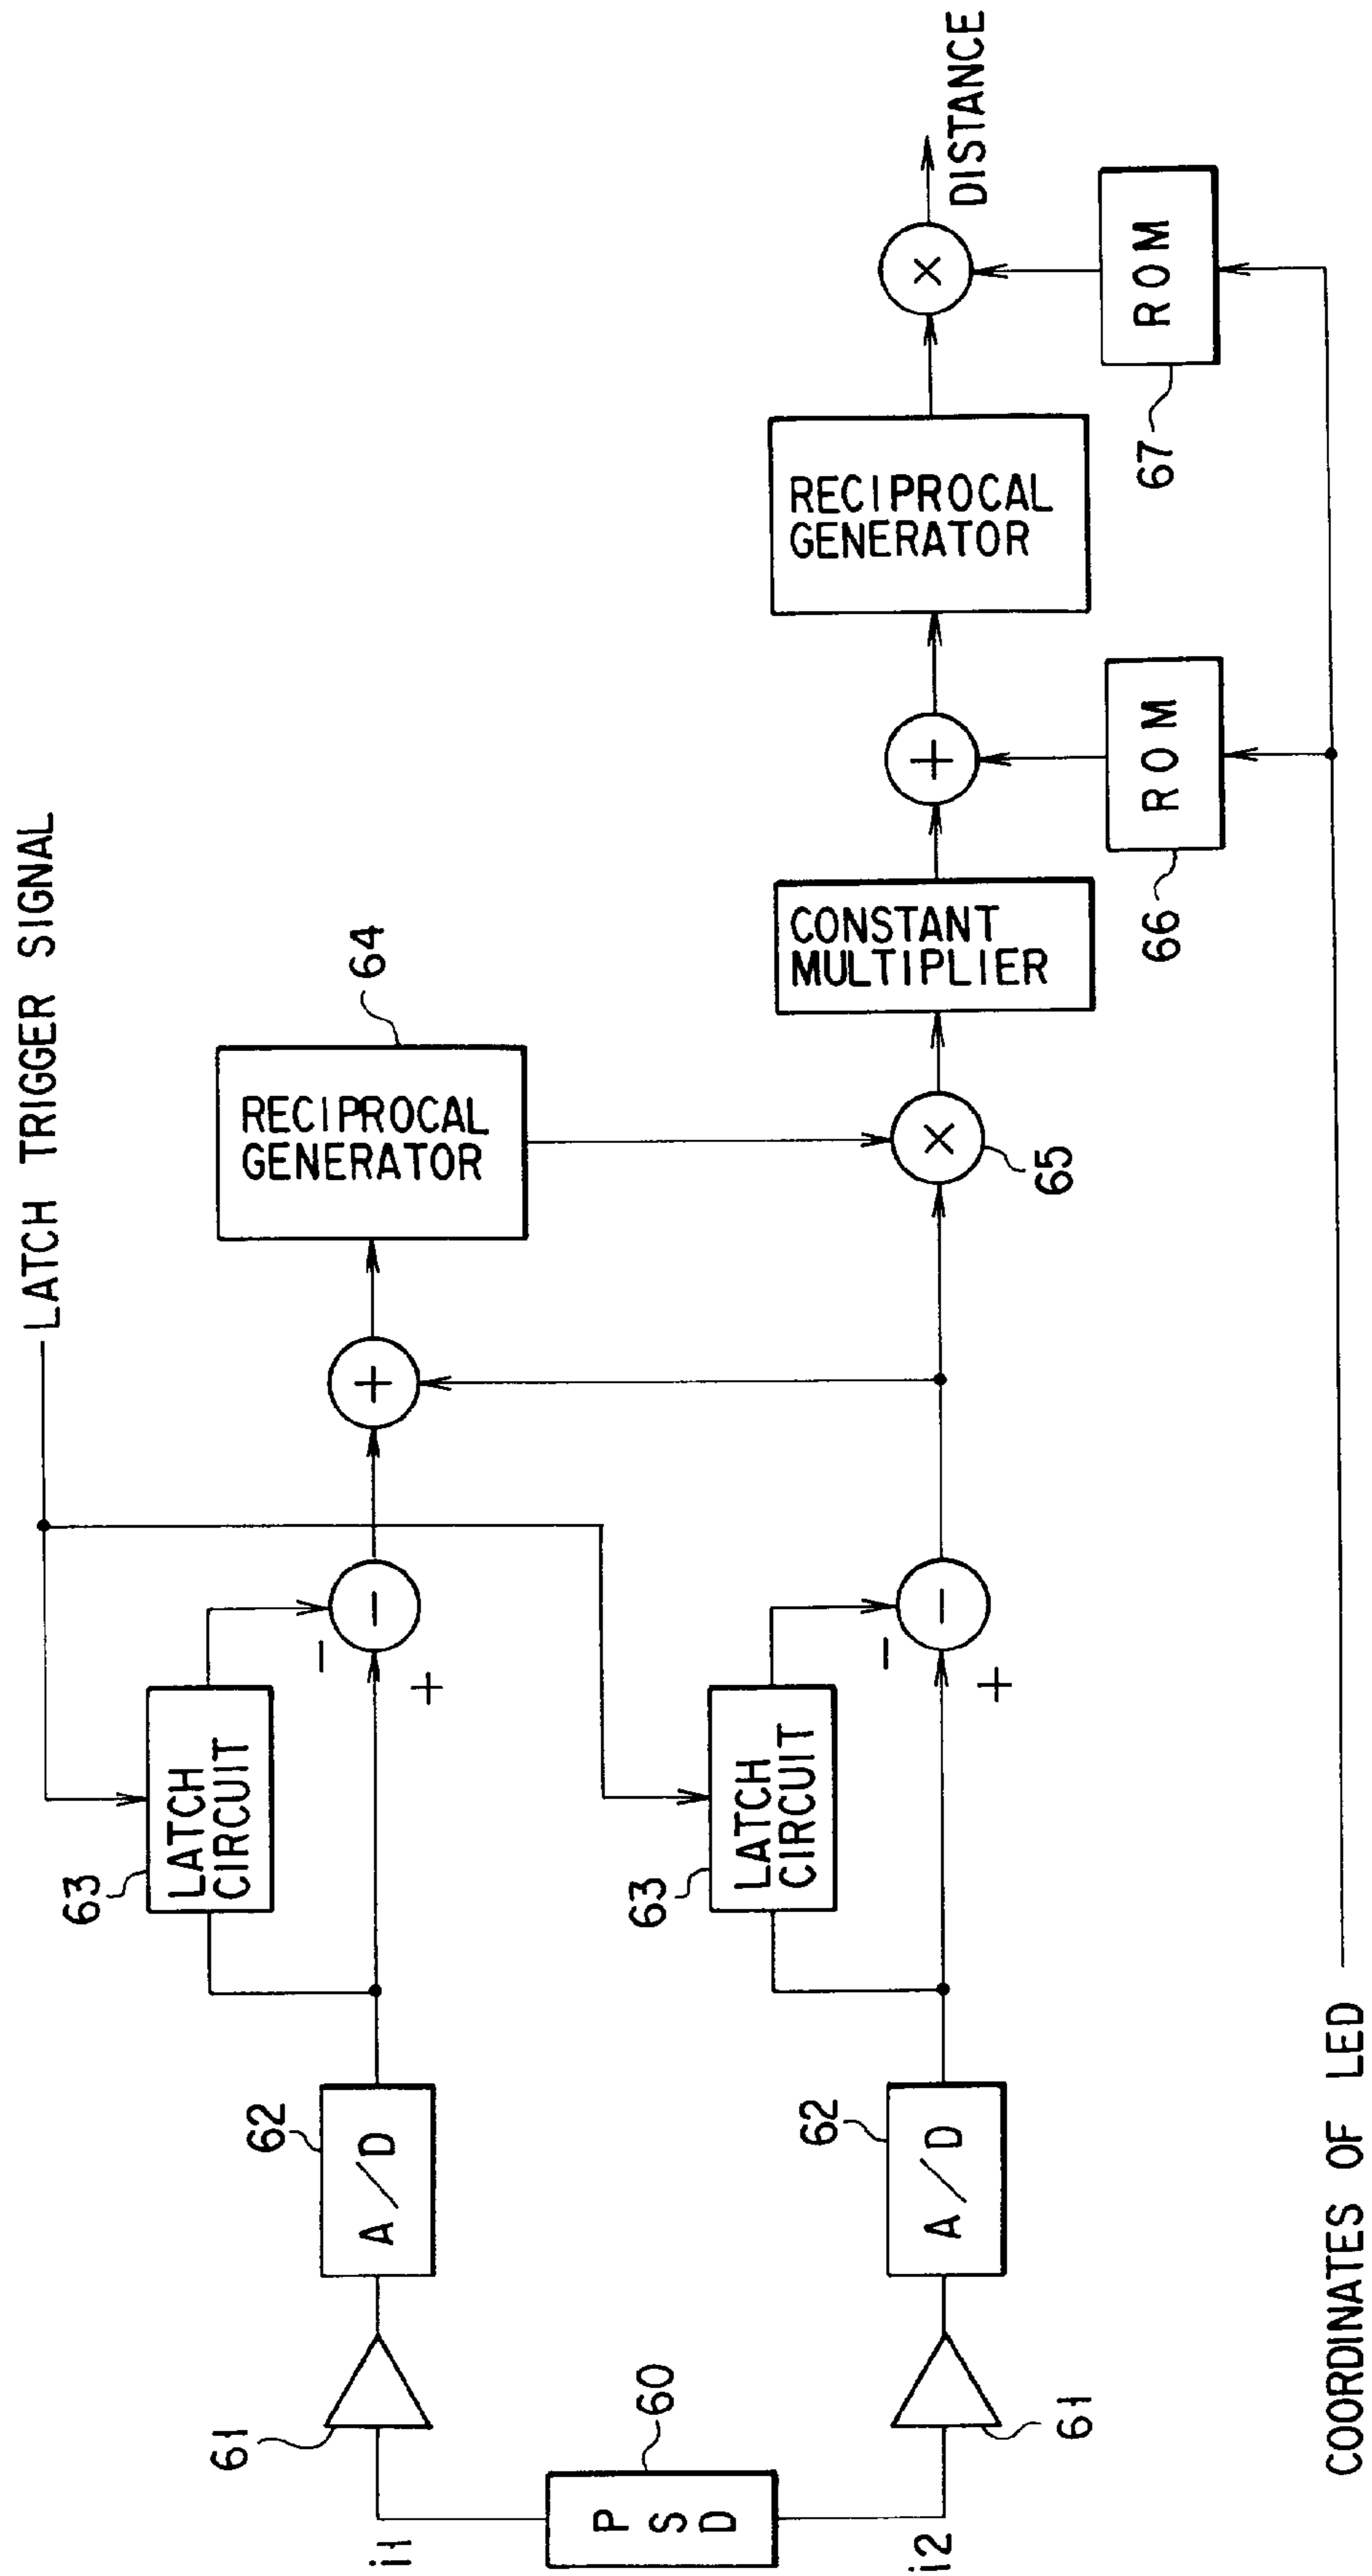 LATCH TRIGGER SIGNAL
64
RECIPROCAL
GENERATOR
+
−
−
+
63
LATCH
CIRCUIT
62
A/D
61
i1
60
PSD
i2
61
62
A/D
63
LATCH
CIRCUIT
−
−
+
×
65
CONSTANT
MULTIPLIER
+
66
ROM
RECIPROCAL
GENERATOR
×
67
ROM
DISTANCE
COORDINATES OF LED